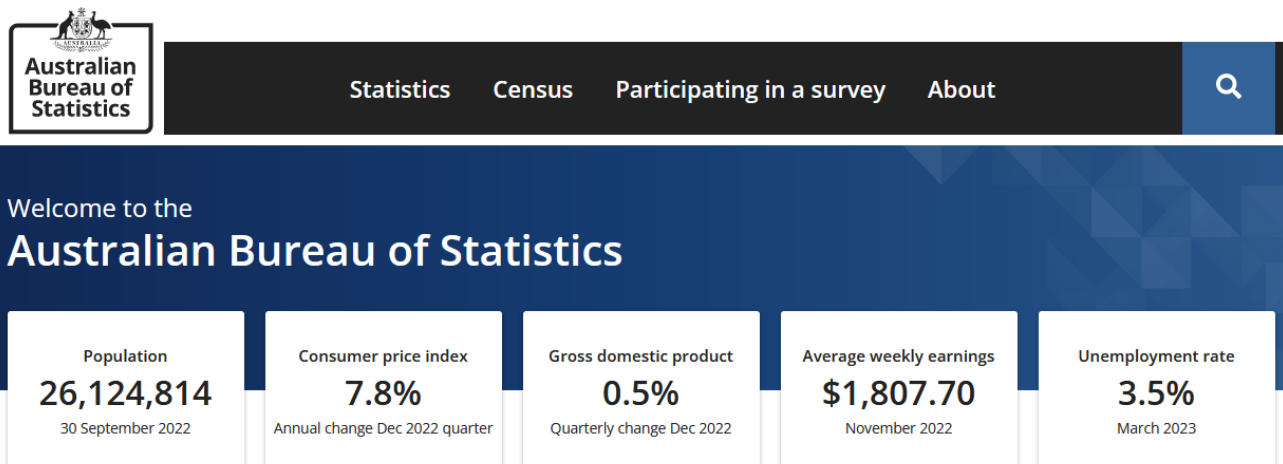 AUSTRALIA
Australian
Bureau of
Statistics
Statistics Census Participating in a survey About
Welcome to the
Australian Bureau of Statistics
Population
26,124,814
30 September 2022
Consumer price index
7.8%
Annual change Dec 2022 quarter
Gross domestic product
0.5%
Quarterly change Dec 2022
Average weekly earnings
$1,807.70
November 2022
Unemployment rate
3.5%
March 2023